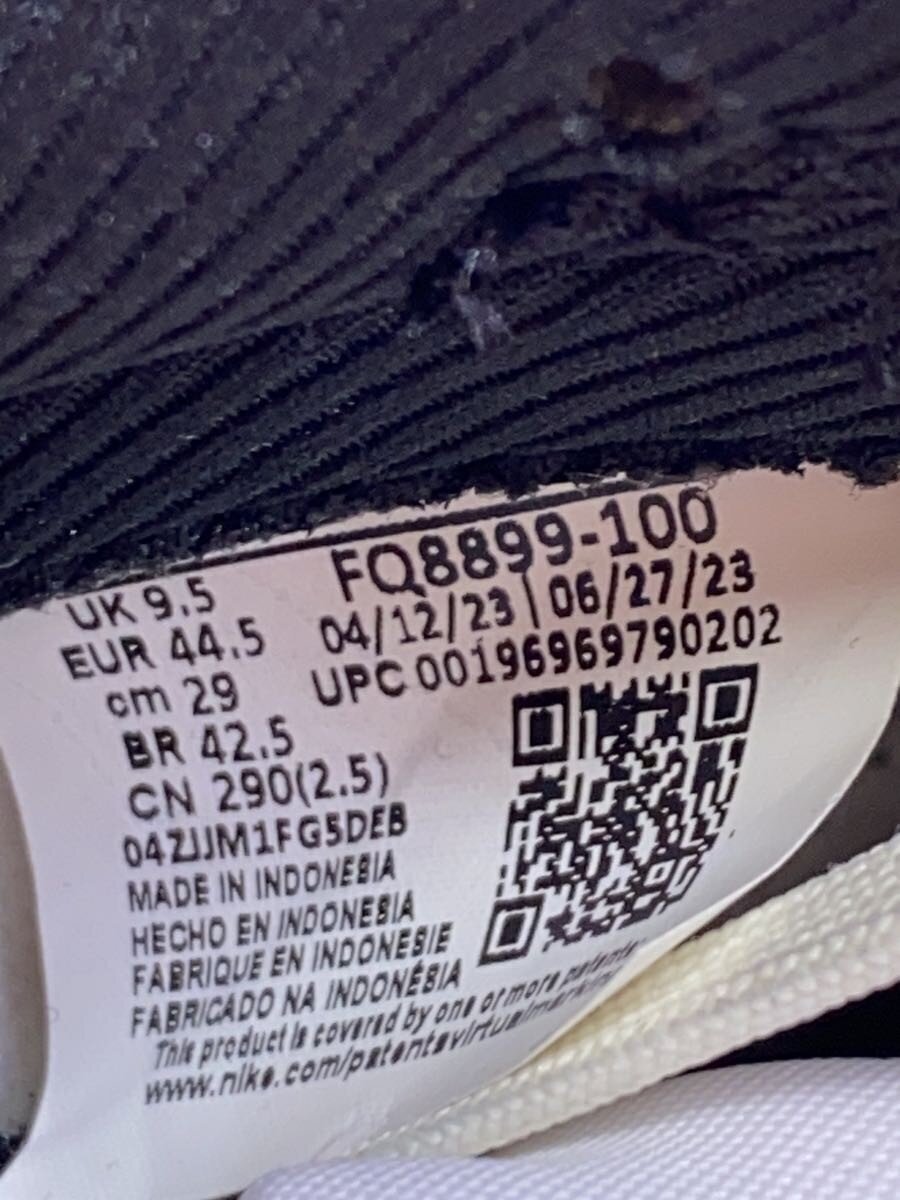 FQ8899-100
04/12/23 | 06/27/23
UPC 00196969790202
UK 9.5
EUR 44.5
cm 29
BR 42.5
CN 290(2.5)
04ZJJM1FG5DEB
MADE IN INDONESIA
HECHO EN INDONESIA
FABRIQUE EN INDONESIE
FABRICADO NA INDONÉSIA
This product is covered by one or more patents
www.nike.com/patentsvirtualmarking